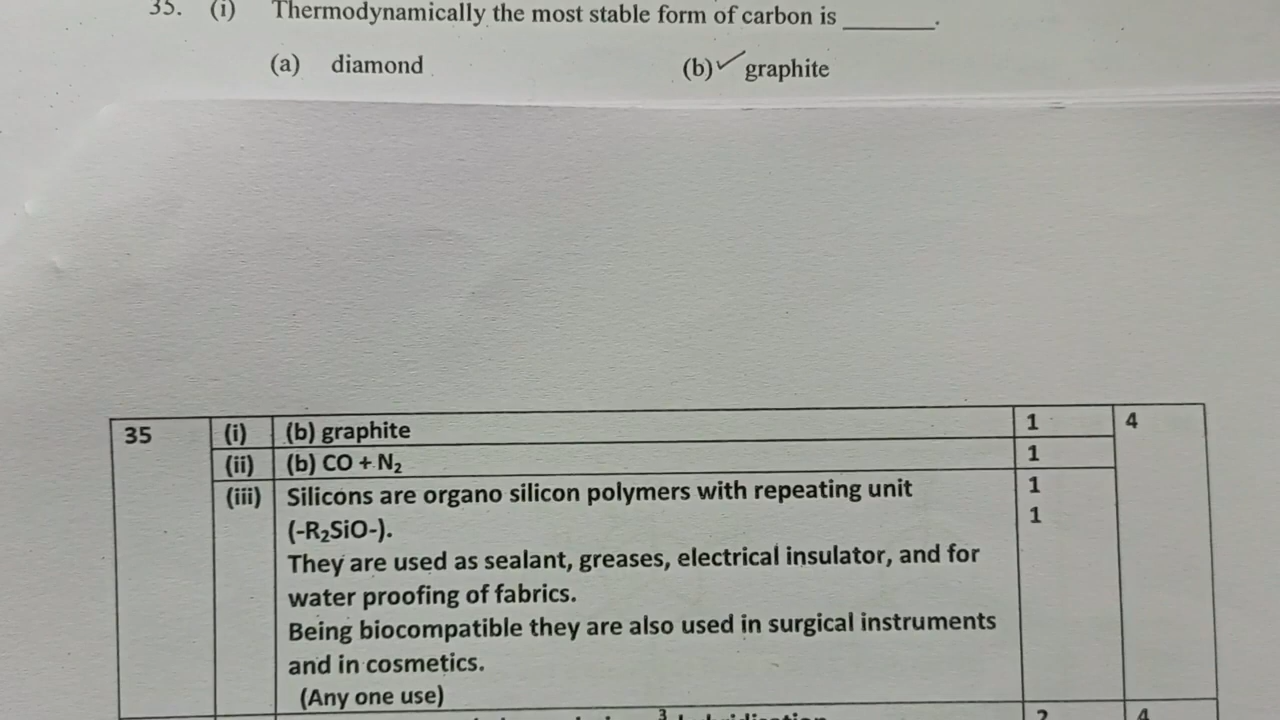 35. (i) Thermodynamically the most stable form of carbon is ______.
(a) diamond (b) ✓ graphite
35 (i) (b) graphite 1 4
(ii) (b) CO + N₂ 1
(iii) Silicons are organo silicon polymers with repeating unit 1
(-R₂SiO-). 1
They are used as sealant, greases, electrical insulator, and for
water proofing of fabrics.
Being biocompatible they are also used in surgical instruments
and in cosmetics.
(Any one use)